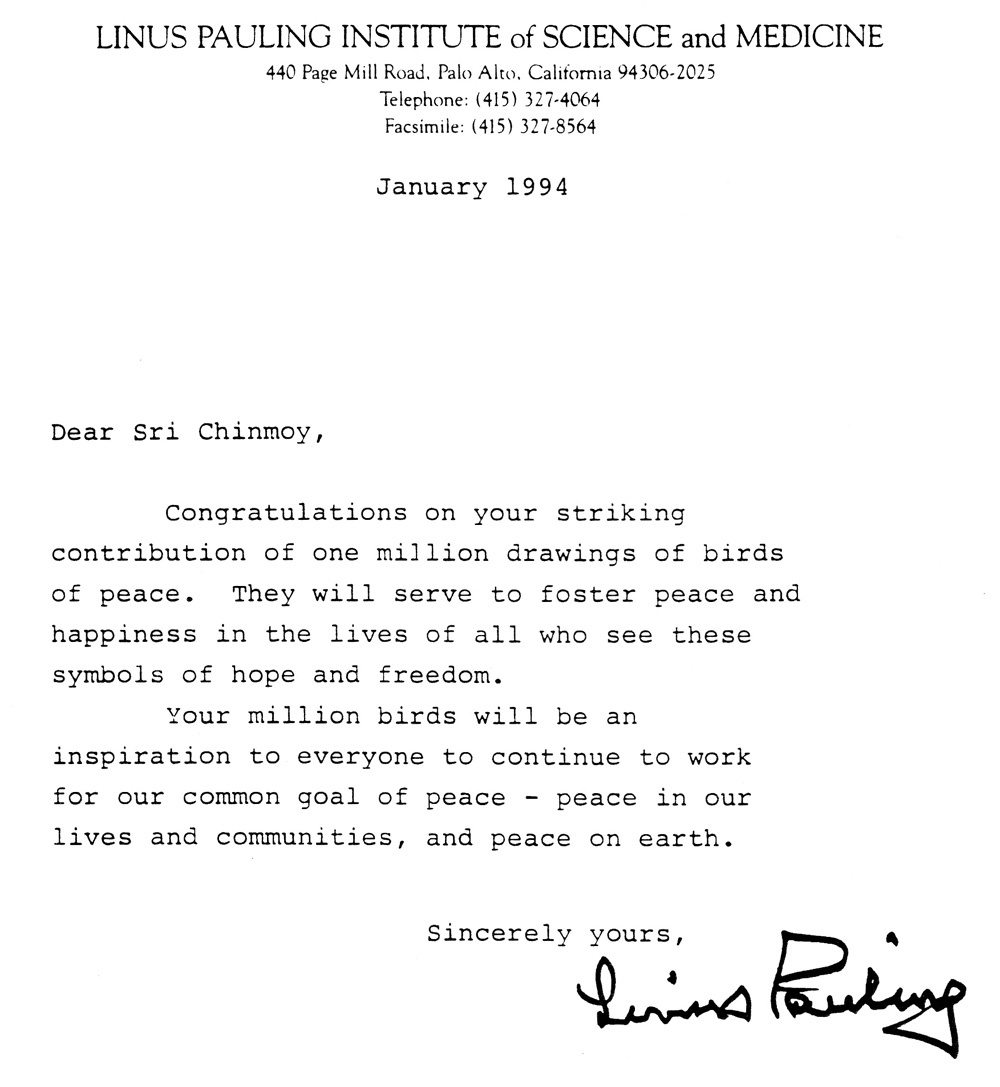 LINUS PAULING INSTITUTE of SCIENCE and MEDICINE
440 Page Mill Road, Palo Alto, California 94306-2025
Telephone: (415) 327-4064
Facsimile: (415) 327-8564
January 1994
Dear Sri Chinmoy,
Congratulations on your striking
contribution of one million drawings of birds
of peace. They will serve to foster peace and
happiness in the lives of all who see these
symbols of hope and freedom.
Your million birds will be an
inspiration to everyone to continue to work
for our common goal of peace - peace in our
lives and communities, and peace on earth.
Sincerely yours,
Linus Pauling